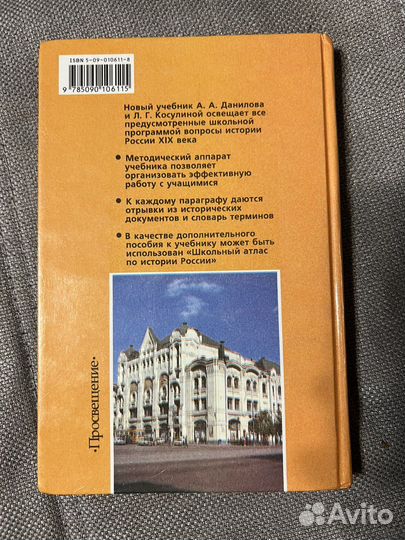 ISBN 5-09-010611-8
9 785090 106115
Новый учебник А. А. Данилова
и Л. Г. Косулиной освещает все
предусмотренные школьной
программой вопросы истории
России XIX века
• Методический аппарат
учебника позволяет
организовать эффективную
работу с учащимися
• К каждому параграфу даются
отрывки из исторических
документов и словарь терминов
• В качестве дополнительного
пособия к учебнику может быть
использован «Школьный атлас
по истории России»
•Просвещение•
Avito